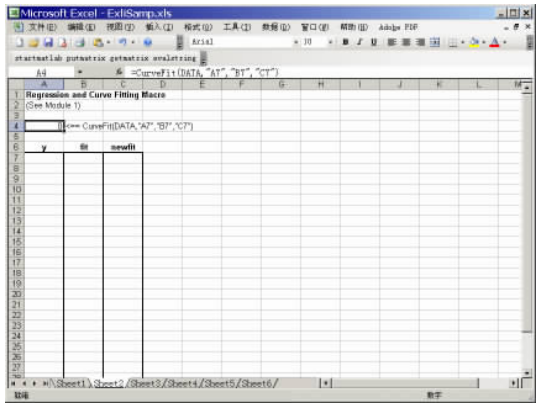 Microsoft Excel - ExliSamp.xls
文件(F) 编辑(E) 视图(V) 插入(I) 格式(O) 工具(T) 数据(D) 窗口(W) 帮助(H) Adobe PDF
Arial 10 B I U
startmatlab putmatrix getmatrix evalstring
A4 fx =CurveFit(DATA,"A7","B7","C7")
A B C D E F G H I J K L M
1 Regression and Curve Fitting Macro
2 (See Module 1)
3
4 0 <== CurveFit(DATA,"A7","B7","C7")
5
6 y fit newfit
7
8
9
10
11
12
13
14
15
16
17
18
19
20
21
22
23
24
25
26
27
28
Sheet1 Sheet2 Sheet3 Sheet4 Sheet5 Sheet6
就绪 数字